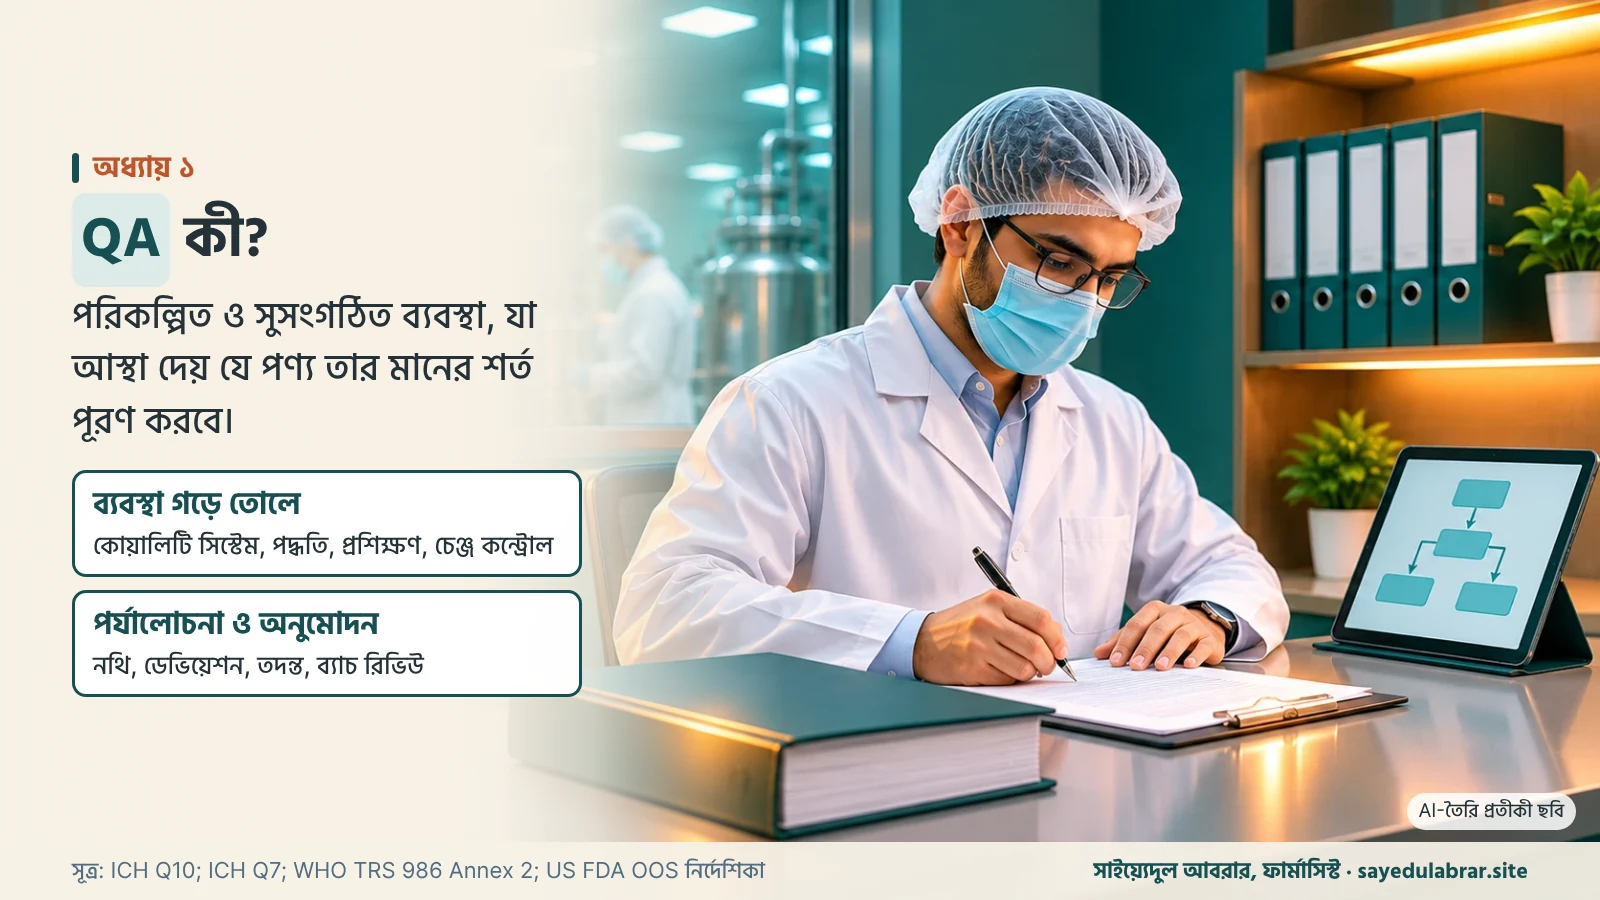 অধ্যায় ১
QA কী?
পরিকল্পিত ও সুসংগঠিত ব্যবস্থা, যা
আস্থা দেয় যে পণ্য তার মানের শর্ত
পূরণ করবে।
ব্যবস্থা গড়ে তোলে
কোয়ালিটি সিস্টেম, পদ্ধতি, প্রশিক্ষণ, চেঞ্জ কন্ট্রোল
পর্যালোচনা ও অনুমোদন
নথি, ডেভিয়েশন, তদন্ত, ব্যাচ রিভিউ
AI-তৈরি প্রতীকী ছবি
সূত্র: ICH Q10; ICH Q7; WHO TRS 986 Annex 2; US FDA OOS নির্দেশিকা
সাইয়্যেদুল আবরার, ফার্মাসিস্ট · sayedulabrar.site